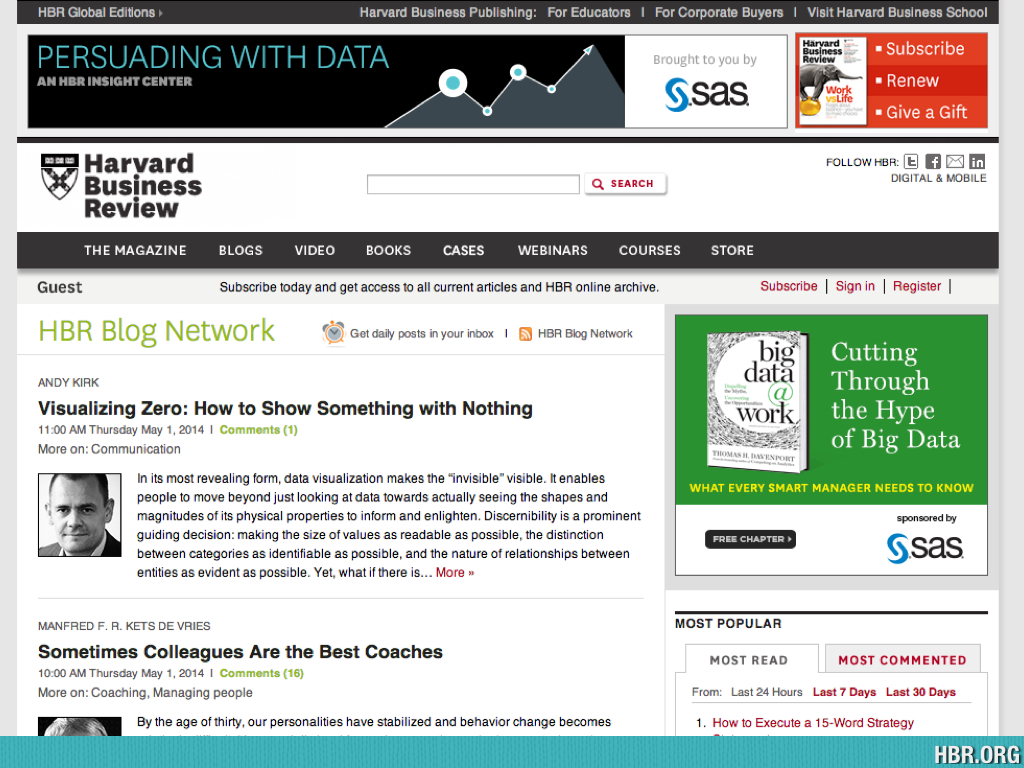 HBR Global Editions
Harvard Business Publishing: For Educators | For Corporate Buyers | Visit Harvard Business School
PERSUADING WITH DATA
AN HBR INSIGHT CENTER
Brought to you by
sas
Harvard
Business
Review
Work
vs Life
Subscribe
Renew
Give a Gift
Harvard
Business
Review
SEARCH
FOLLOW HBR:
DIGITAL & MOBILE
THE MAGAZINE BLOGS VIDEO BOOKS CASES WEBINARS COURSES STORE
Guest
Subscribe today and get access to all current articles and HBR online archive.
Subscribe | Sign in | Register |
HBR Blog Network
Get daily posts in your inbox | HBR Blog Network
ANDY KIRK
Visualizing Zero: How to Show Something with Nothing
11:00 AM Thursday May 1, 2014 | Comments (1)
More on: Communication
In its most revealing form, data visualization makes the “invisible” visible. It enables
people to move beyond just looking at data towards actually seeing the shapes and
magnitudes of its physical properties to inform and enlighten. Discernibility is a prominent
guiding decision: making the size of values as readable as possible, the distinction
between categories as identifiable as possible, and the nature of relationships between
entities as evident as possible. Yet, what if there is… More »
MANFRED F. R. KETS DE VRIES
Sometimes Colleagues Are the Best Coaches
10:00 AM Thursday May 1, 2014 | Comments (16)
More on: Coaching, Managing people
By the age of thirty, our personalities have stabilized and behavior change becomes
big
data
@
work
Dispelling
the Myths,
Uncovering
the Opportunities
THOMAS H. DAVENPORT
Cutting
Through
the Hype
of Big Data
WHAT EVERY SMART MANAGER NEEDS TO KNOW
sponsored by
FREE CHAPTER
sas
MOST POPULAR
MOST READ MOST COMMENTED
From: Last 24 Hours Last 7 Days Last 30 Days
1. How to Execute a 15-Word Strategy
HBR.ORG